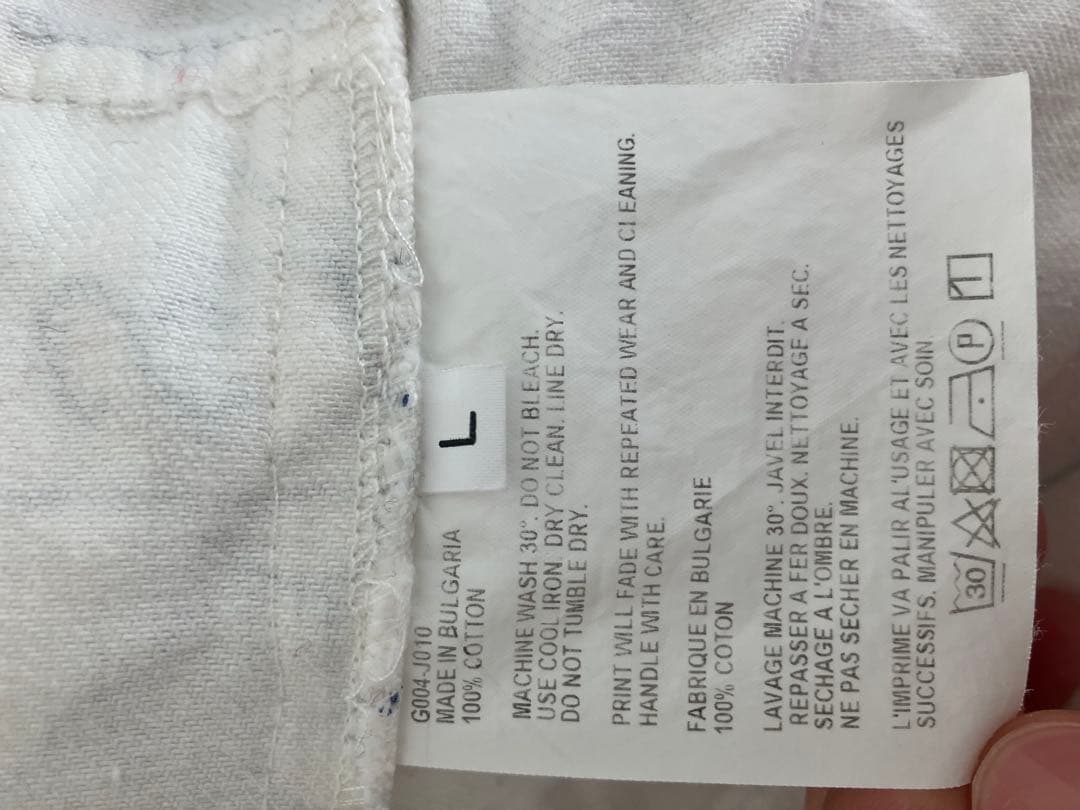 G004-J010
MADE IN BULGARIA
100% COTTON
L
MACHINE WASH 30°. DO NOT BLEACH.
USE COOL IRON. DRY CLEAN. LINE DRY.
DO NOT TUMBLE DRY.
PRINT WILL FADE WITH REPEATED WEAR AND CLEANING.
HANDLE WITH CARE.
FABRIQUE EN BULGARIE
100% COTON
LAVAGE MACHINE 30°. JAVEL INTERDIT.
REPASSER A FER DOUX. NETTOYAGE A SEC.
SECHAGE A L'OMBRE.
NE PAS SECHER EN MACHINE.
L'IMPRIME VA PALIR A L'USAGE ET AVEC LES NETTOYAGES
SUCCESSIFS. MANIPULER AVEC SOIN
30 P